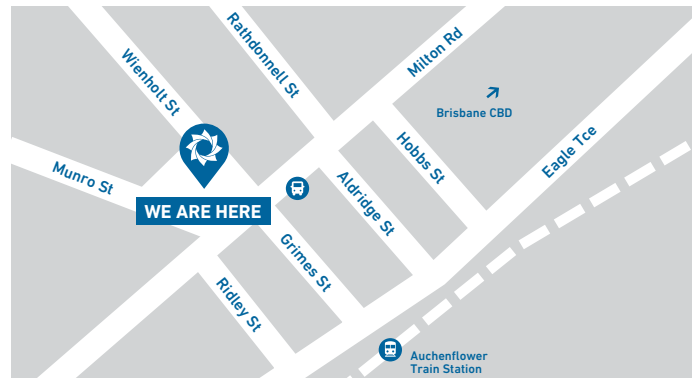 Rathdonnell St
Wienholt St
Milton Rd
Brisbane CBD
Hobbs St
Eagle Tce
Munro St
Aldridge St
WE ARE HERE
Grimes St
Ridley St
Auchenflower
Train Station